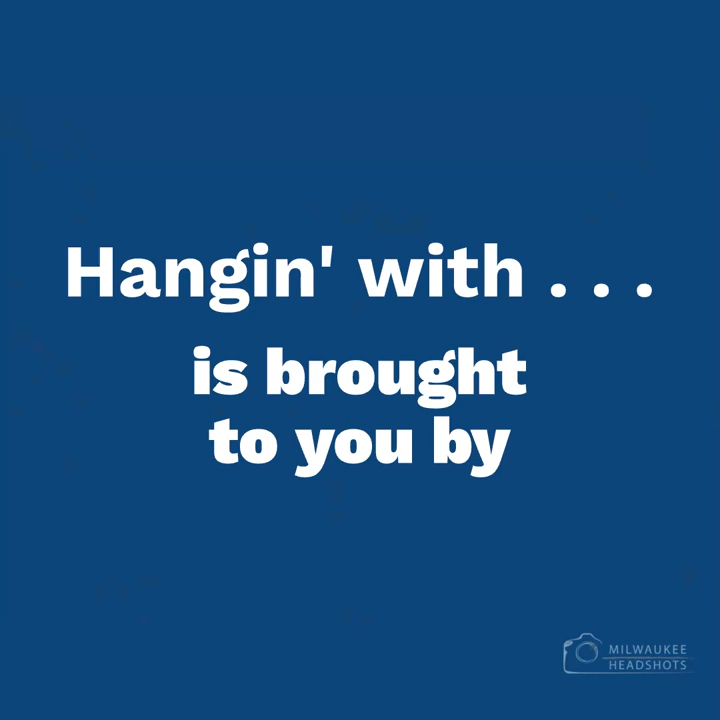 Hangin' with . . .
is brought
to you by
MILWAUKEE
HEADSHOTS